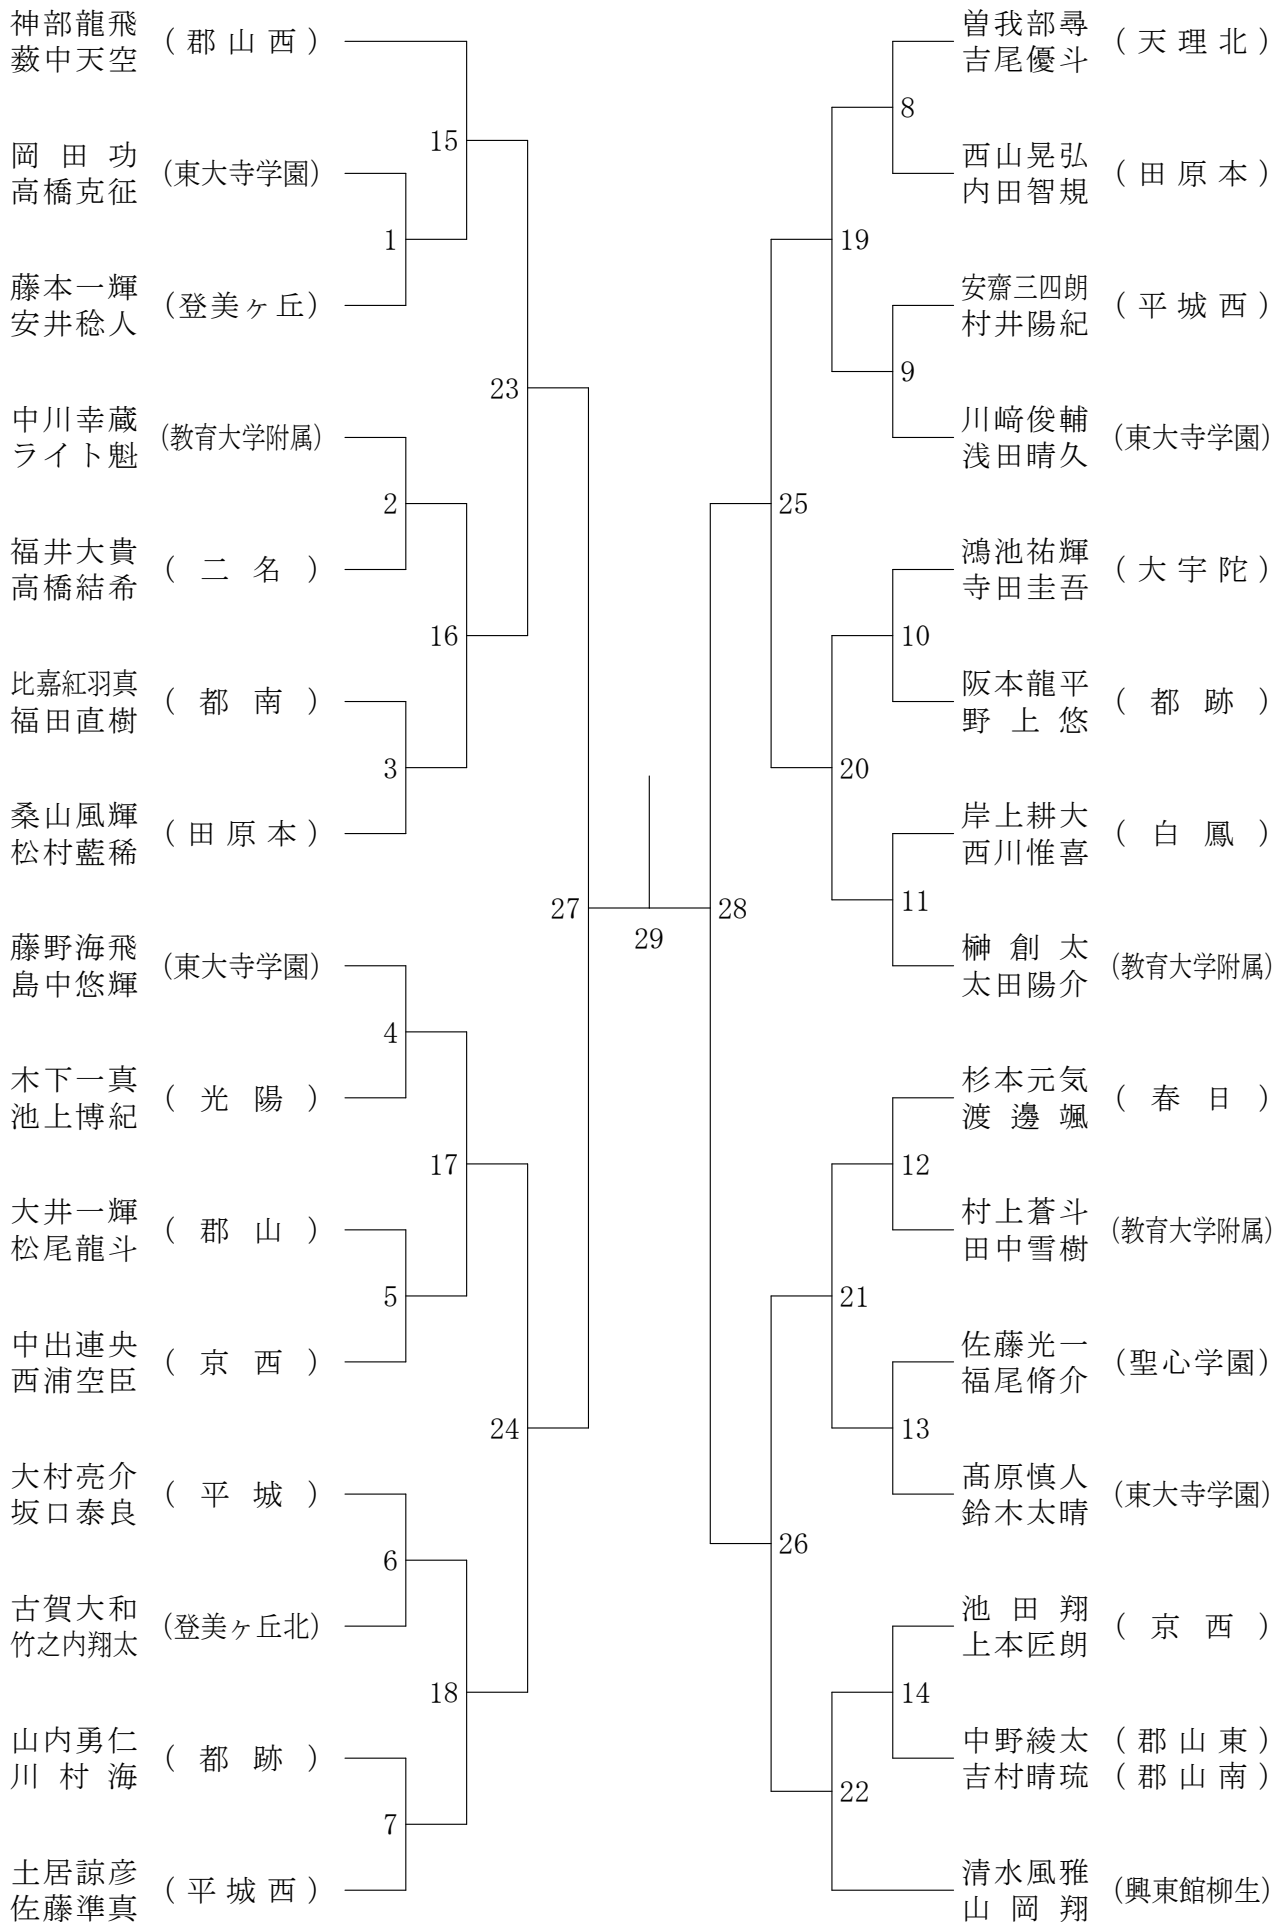 神部龍飛
藪中天空
(郡山西)
岡田功
高橋克征
(東大寺学園)
藤本一輝
安井稔人
(登美ヶ丘)
中川幸蔵
ライト魁
(教育大学附属)
福井大貴
高橋結希
(二名)
比嘉紅羽真
福田直樹
(都南)
桑山風輝
松村藍稀
(田原本)
藤野海飛
島中悠輝
(東大寺学園)
木下一真
池上博紀
(光陽)
大井一輝
松尾龍斗
(郡山)
中出連央
西浦空臣
(京西)
大村亮介
坂口泰良
(平城)
古賀大和
竹之内翔太
(登美ヶ丘北)
山内勇仁
川村海
(都跡)
土居諒彦
佐藤準真
(平城西)
1
2
3
4
5
6
7
15
16
17
18
23
24
27
29
28
25
26
19
20
21
22
8
9
10
11
12
13
14
曽我部尋
吉尾優斗
(天理北)
西山晃弘
内田智規
(田原本)
安齋三四朗
村井陽紀
(平城西)
川﨑俊輔
浅田晴久
(東大寺学園)
鴻池祐輝
寺田圭吾
(大宇陀)
阪本龍平
野上悠
(都跡)
岸上耕大
西川惟喜
(白鳳)
榊創太
太田陽介
(教育大学附属)
杉本元気
渡邊颯
(春日)
村上蒼斗
田中雪樹
(教育大学附属)
佐藤光一
福尾脩介
(聖心学園)
髙原慎人
鈴木太晴
(東大寺学園)
池田翔
上本匠朗
(京西)
中野綾太 (郡山東)
吉村晴琉 (郡山南)
清水風雅
山岡翔
(興東館柳生)